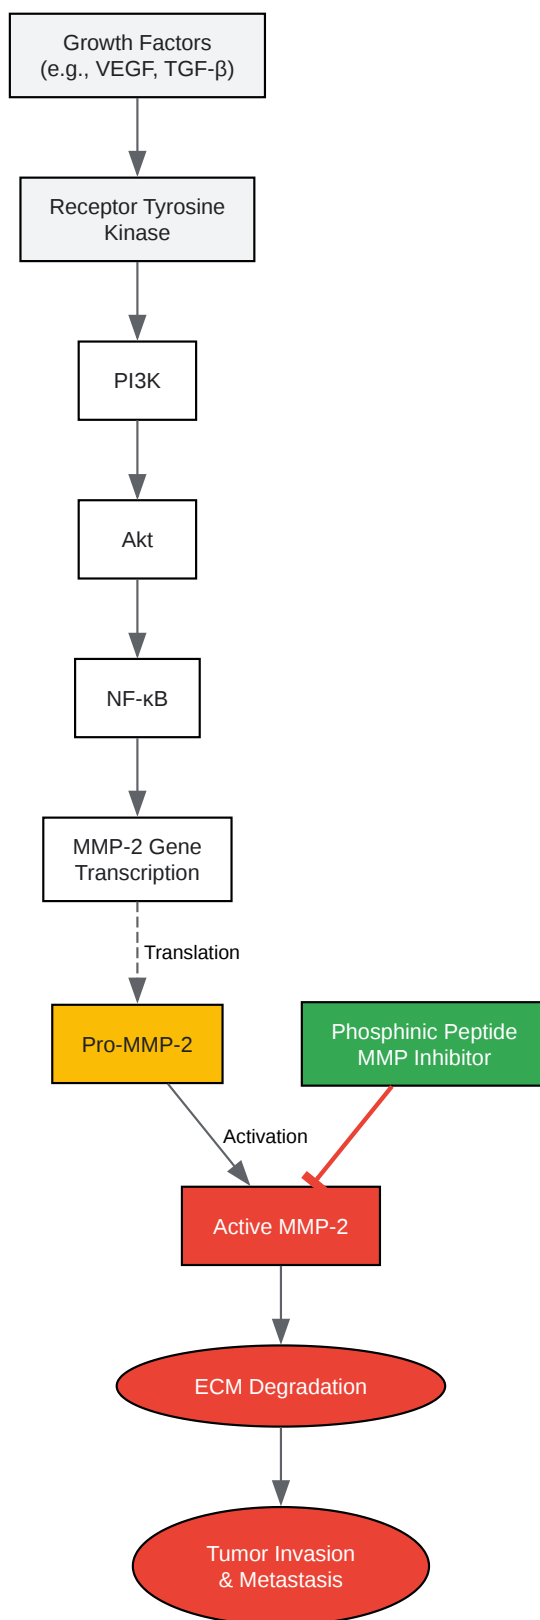 Growth Factors
(e.g., VEGF, TGF-β)
Receptor Tyrosine
Kinase
PI3K
Akt
NF-κB
MMP-2 Gene
Transcription
Translation
Pro-MMP-2
Phosphinic Peptide
MMP Inhibitor
Activation
Active MMP-2
ECM Degradation
Tumor Invasion
& Metastasis